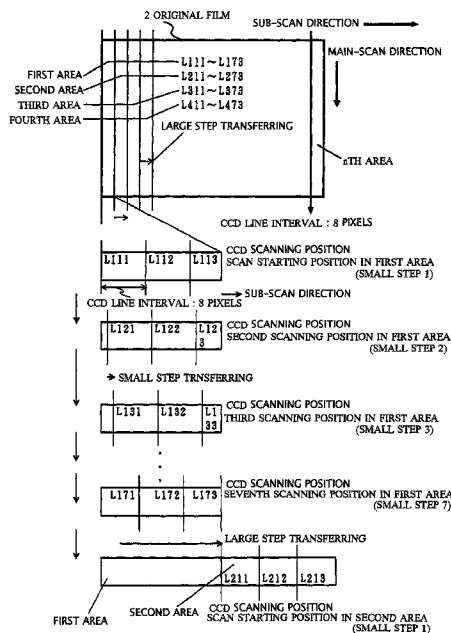 2 ORIGINAL FILM
SUB-SCAN DIRECTION
MAIN-SCAN DIRECTION
FIRST AREA
L111~L173
SECOND AREA
L211~L273
THIRD AREA
L311~L373
FOURTH AREA
L411~L473
LARGE STEP TRANSFERRING
nTH AREA
CCD LINE INTERVAL : 8 PIXELS
CCD SCANNING POSITION
L111 L112 L113
SCAN STARTING POSITION IN FIRST AREA
(SMALL STEP 1)
SUB-SCAN DIRECTION
CCD LINE INTERVAL : 8 PIXELS
CCD SCANNING POSITION
L121 L122 L12
3
SECOND SCANNING POSITION IN FIRST AREA
(SMALL STEP 2)
SMALL STEP TRNSFERRING
CCD SCANNING POSITION
L131 L132 L1
33
THIRD SCANNING POSITION IN FIRST AREA
(SMALL STEP 3)
CCD SCANNING POSITION
L171 L172 L173
SEVENTH SCANNING POSITION IN FIRST AREA
(SMALL STEP 7)
LARGE STEP TRANSFERRING
L211 L212 L213
FIRST AREA
SECOND AREA
CCD SCANNING POSITION
SCAN STARTING POSITION IN SECOND AREA
(SMALL STEP 1)